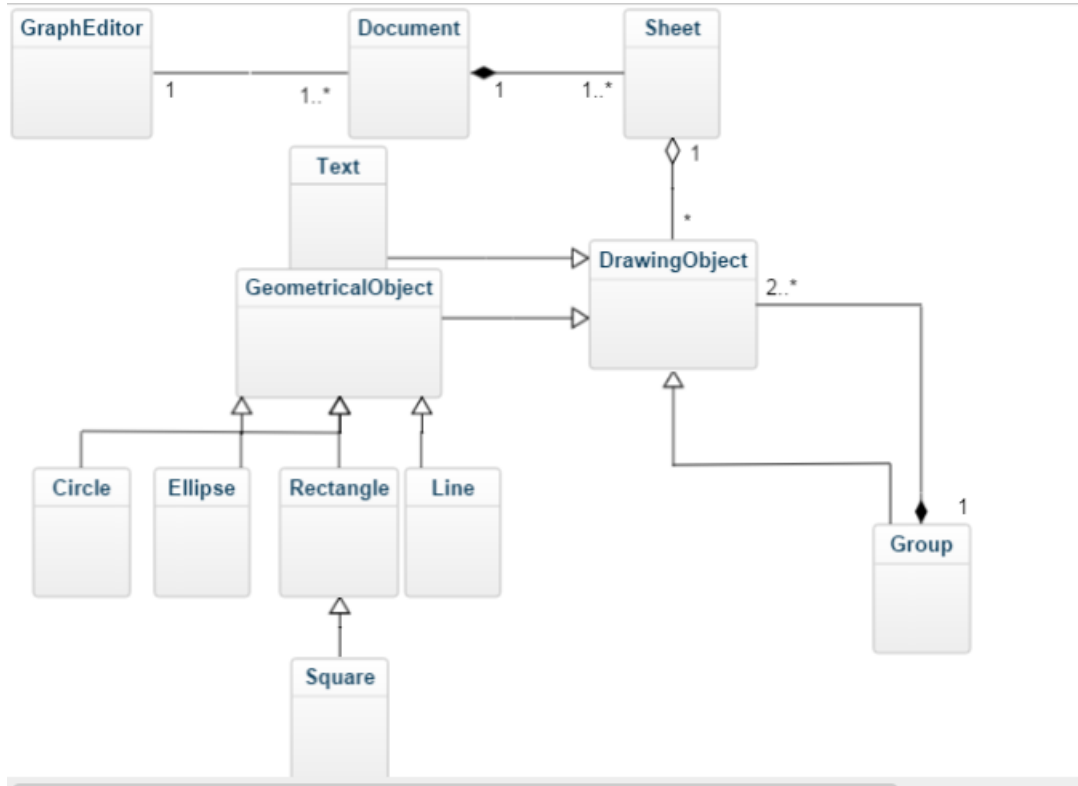 GraphEditor
Document
Sheet
1
1..*
1
1..*
1
Text
*
DrawingObject
GeometricalObject
2..*
Circle
Ellipse
Rectangle
Line
1
Group
Square